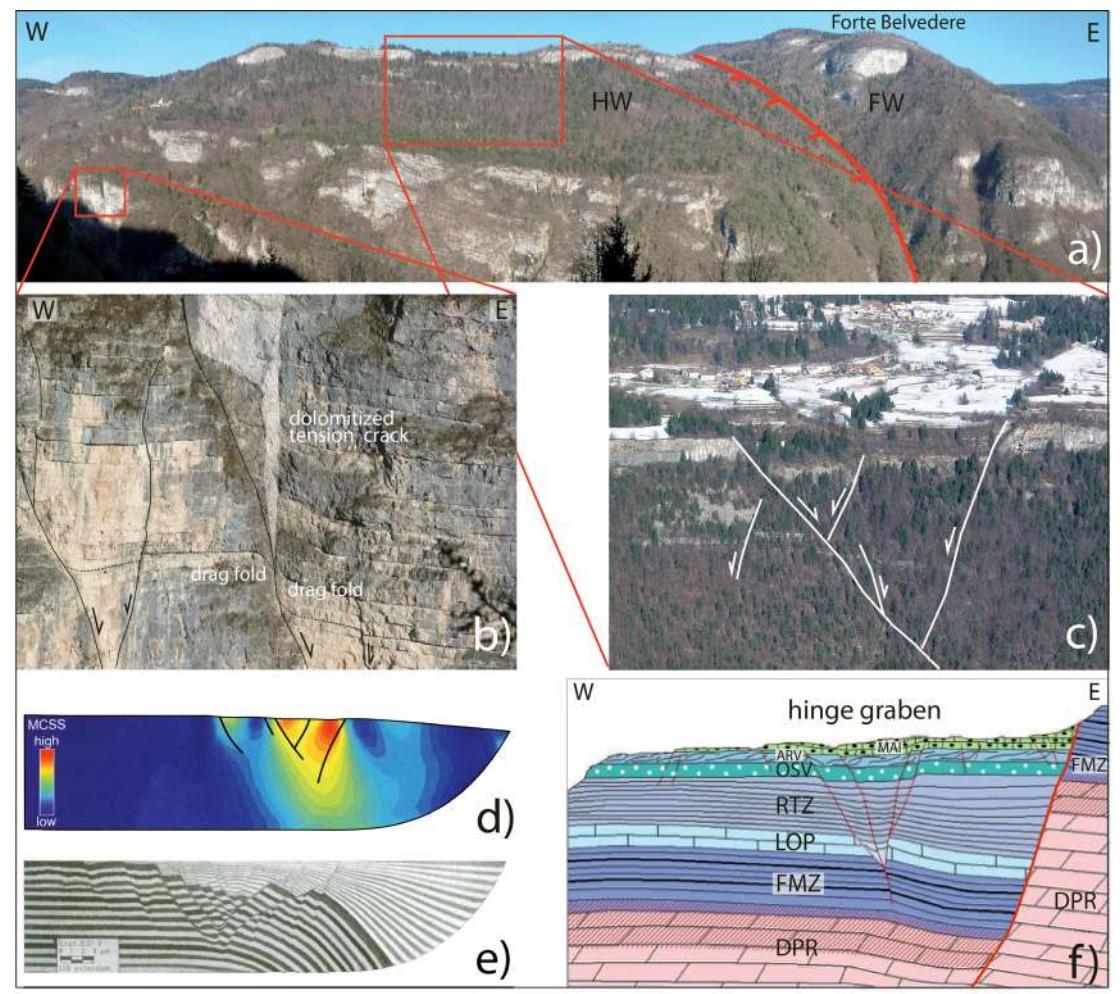 W
Forte Belvedere
E
HW
FW
a)
W
E
dolomitized
tension crack
drag fold
drag fold
b)
c)
MCSS
high
low
d)
e)
W
E
hinge graben
ARV
MAI
OSV
FMZ
RTZ
LOP
FMZ
DPR
DPR
f)